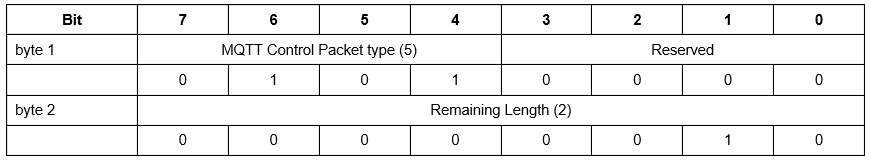 Bit 7 6 5 4 3 2 1 0
byte 1 MQTT Control Packet type (5) Reserved
0 1 0 1 0 0 0 0
byte 2 Remaining Length (2)
0 0 0 0 0 0 1 0